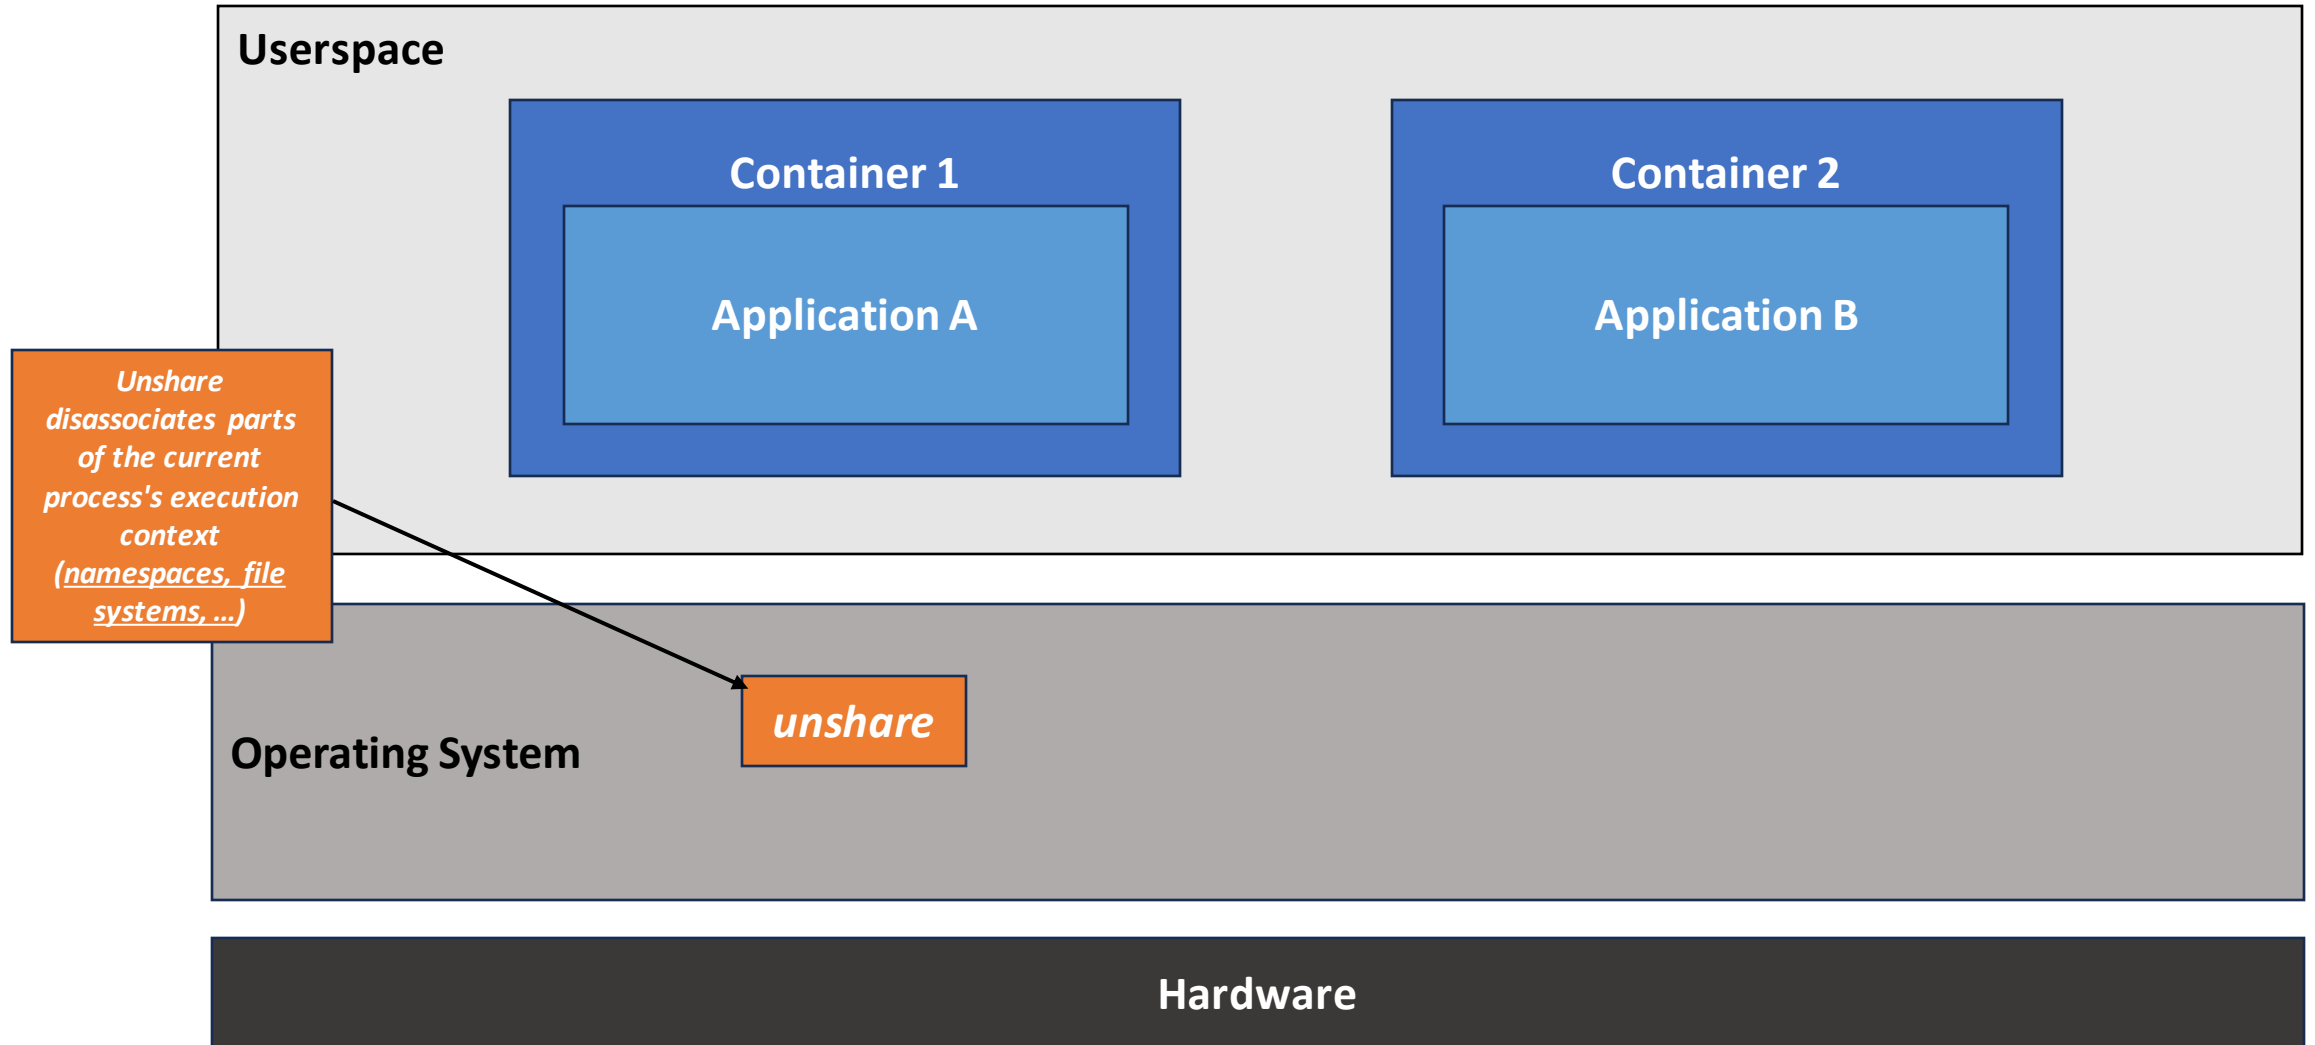 Userspace
Container 1
Container 2
Application A
Application B
Unshare
disassociates parts
of the current
process's execution
context
(namespaces, file
systems, ...)
unshare
Operating System
Hardware